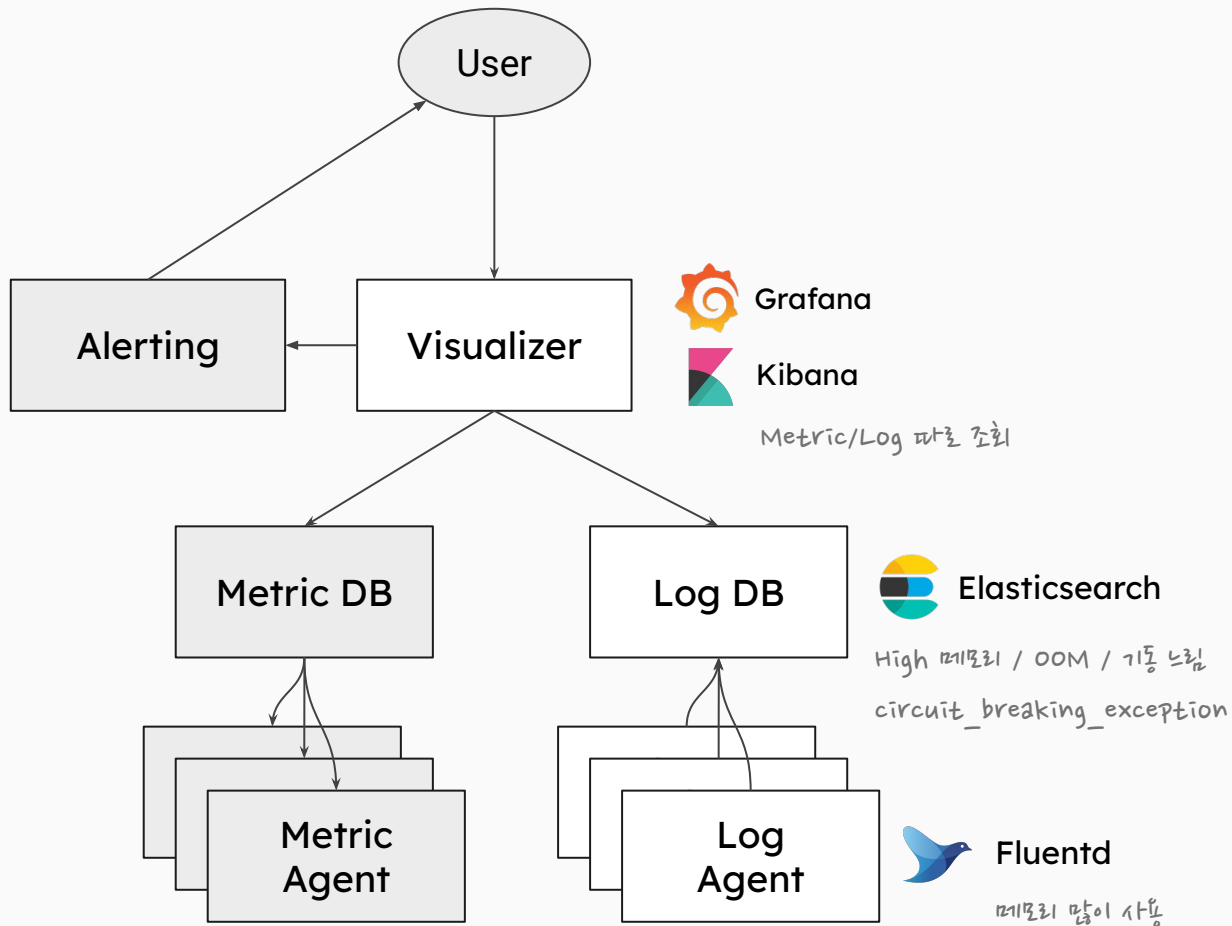 User
Alerting
Visualizer
Grafana
Kibana
Metric/Log 따로 조회
Metric DB
Log DB
Elasticsearch
High 메모리 / OOM / 기동 느림
circuit_breaking_exception
Metric
Agent
Log
Agent
Fluentd
메모리 많이 사용